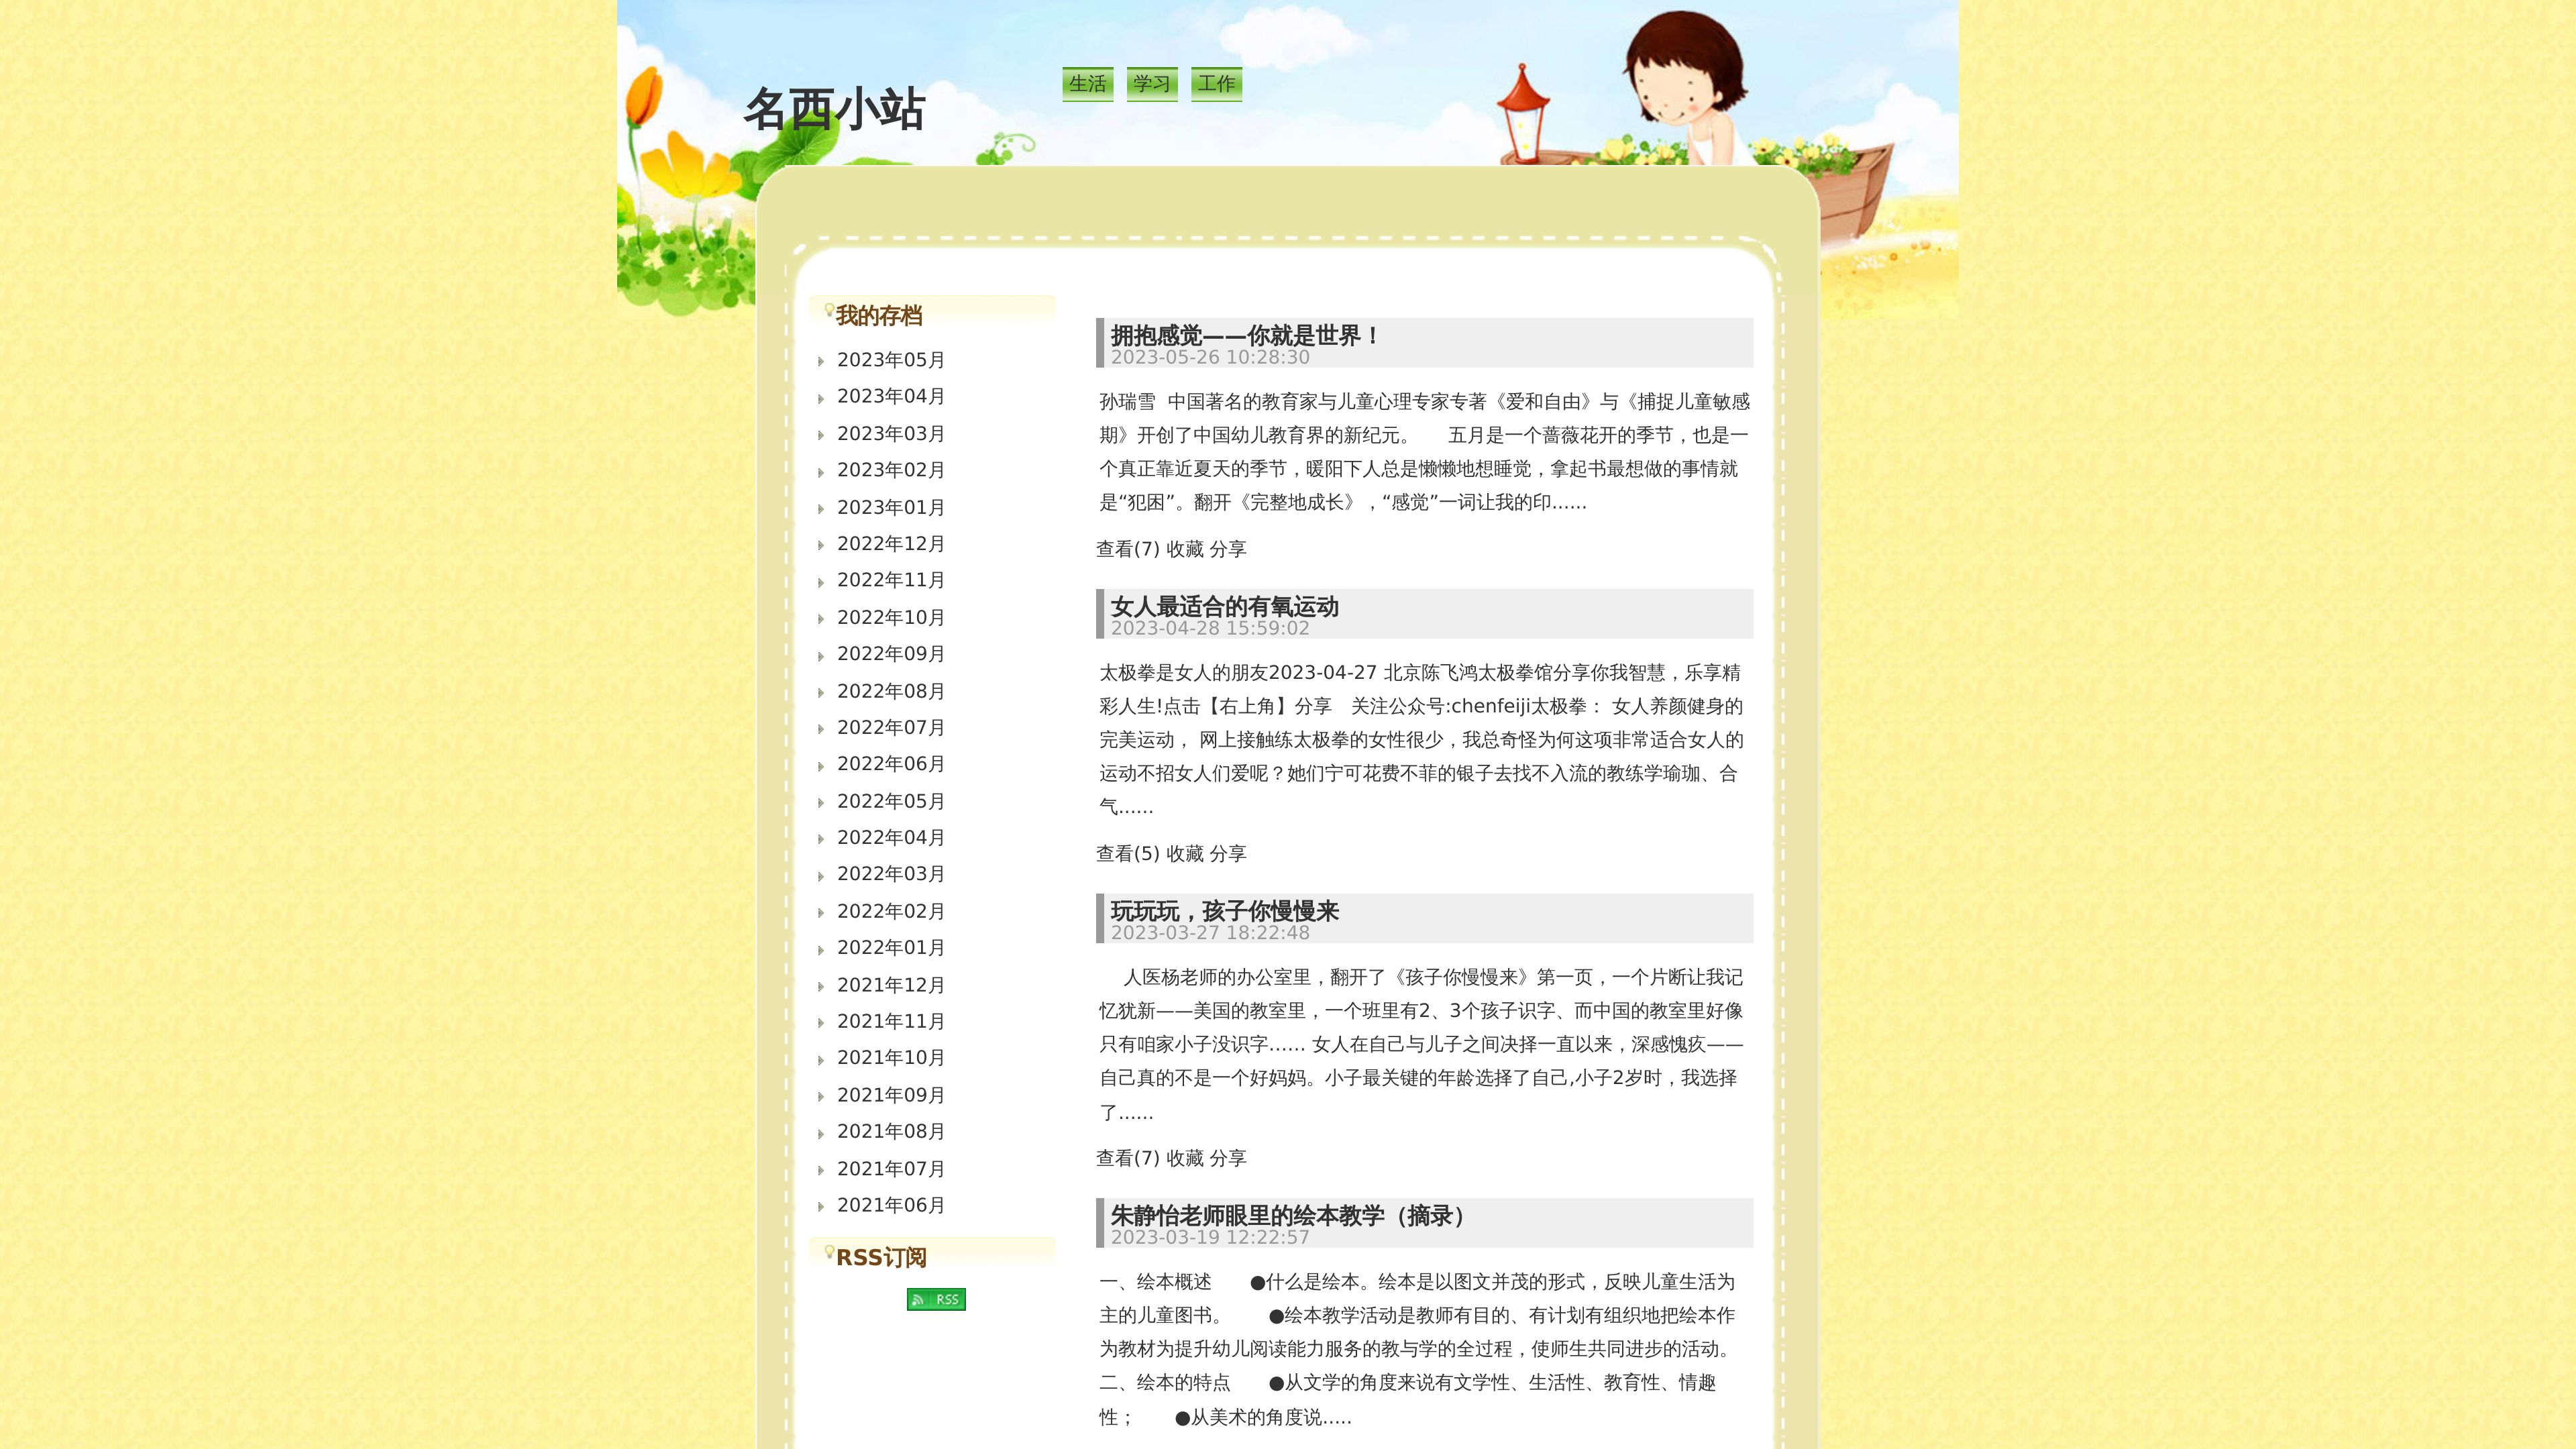 名西小站
生活 学习 工作
我的存档
2023年05月
2023年04月
2023年03月
2023年02月
2023年01月
2022年12月
2022年11月
2022年10月
2022年09月
2022年08月
2022年07月
2022年06月
2022年05月
2022年04月
2022年03月
2022年02月
2022年01月
2021年12月
2021年11月
2021年10月
2021年09月
2021年08月
2021年07月
2021年06月
RSS订阅
RSS
拥抱感觉——你就是世界！
2023-05-26 10:28:30
孙瑞雪 中国著名的教育家与儿童心理专家专著《爱和自由》与《捕捉儿童敏感
期》开创了中国幼儿教育界的新纪元。 五月是一个蔷薇花开的季节，也是一
个真正靠近夏天的季节，暖阳下人总是懒懒地想睡觉，拿起书最想做的事情就
是“犯困”。翻开《完整地成长》，“感觉”一词让我的印......
查看(7) 收藏 分享
女人最适合的有氧运动
2023-04-28 15:59:02
太极拳是女人的朋友2023-04-27 北京陈飞鸿太极拳馆分享你我智慧，乐享精
彩人生!点击【右上角】分享 关注公众号:chenfeiji太极拳： 女人养颜健身的
完美运动， 网上接触练太极拳的女性很少，我总奇怪为何这项非常适合女人的
运动不招女人们爱呢？她们宁可花费不菲的银子去找不入流的教练学瑜珈、合
气......
查看(5) 收藏 分享
玩玩玩，孩子你慢慢来
2023-03-27 18:22:48
人医杨老师的办公室里，翻开了《孩子你慢慢来》第一页，一个片断让我记
忆犹新——美国的教室里，一个班里有2、3个孩子识字、而中国的教室里好像
只有咱家小子没识字…… 女人在自己与儿子之间决择一直以来，深感愧疚——
自己真的不是一个好妈妈。小子最关键的年龄选择了自己,小子2岁时，我选择
了......
查看(7) 收藏 分享
朱静怡老师眼里的绘本教学（摘录）
2023-03-19 12:22:57
一、绘本概述 ●什么是绘本。绘本是以图文并茂的形式，反映儿童生活为
主的儿童图书。 ●绘本教学活动是教师有目的、有计划有组织地把绘本作
为教材为提升幼儿阅读能力服务的教与学的全过程，使师生共同进步的活动。
二、绘本的特点 ●从文学的角度来说有文学性、生活性、教育性、情趣
性； ●从美术的角度说.....